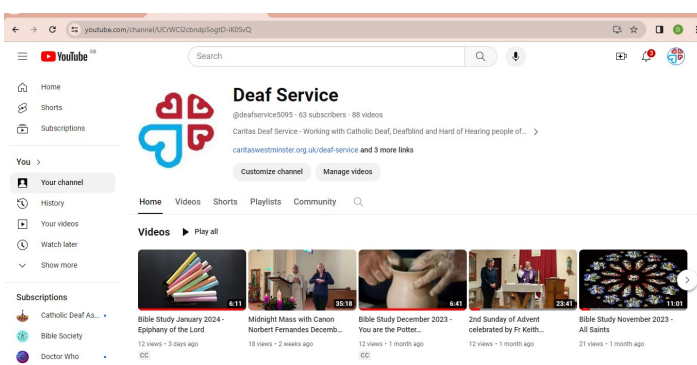 youtube.com/channel/UCrWCl2cbndpSogtD-iK0SvQ
YouTube GB
Search
Home
Shorts
Subscriptions
You
Your channel
History
Your videos
Watch later
Show more
Subscriptions
Catholic Deaf As...
Bible Society
Doctor Who
Deaf Service
@deafservice5095 · 63 subscribers · 88 videos
Caritas Deaf Service - Working with Catholic Deaf, Deafblind and Hard of Hearing people of...
caritaswestminster.org.uk/deaf-service and 3 more links
Customize channel
Manage videos
Home Videos Shorts Playlists Community
Videos Play all
6:11
35:18
6:41
23:41
11:01
Bible Study January 2024 -
Epiphany of the Lord
12 views • 3 days ago
CC
Midnight Mass with Canon
Norbert Fernandes Decemb...
18 views • 2 weeks ago
Bible Study December 2023 -
You are the Potter...
12 views • 1 month ago
CC
2nd Sunday of Advent
celebrated by Fr Keith...
12 views • 1 month ago
Bible Study November 2023 -
All Saints
21 views • 1 month ago